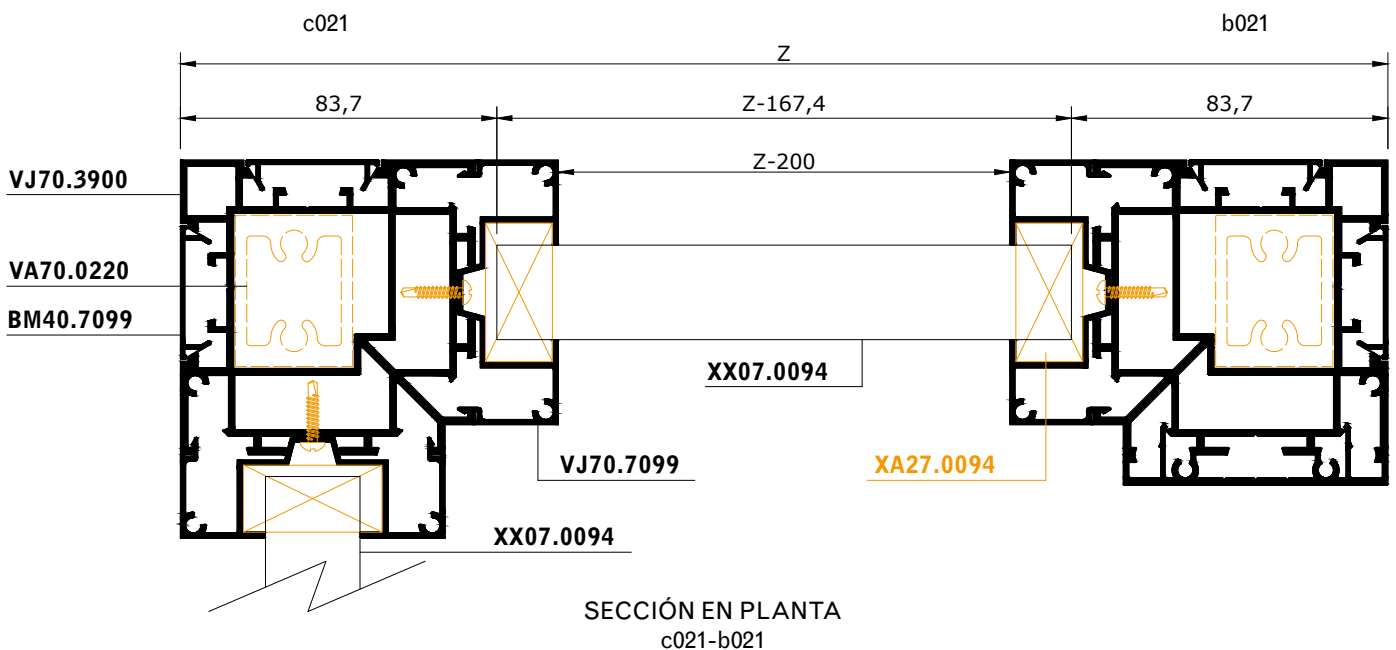 c021
b021
Z
83,7
Z-167,4
83,7
Z-200
VJ70.3900
VA70.0220
BM40.7099
XX07.0094
VJ70.7099
XA27.0094
XX07.0094
SECCIÓN EN PLANTA
c021-b021